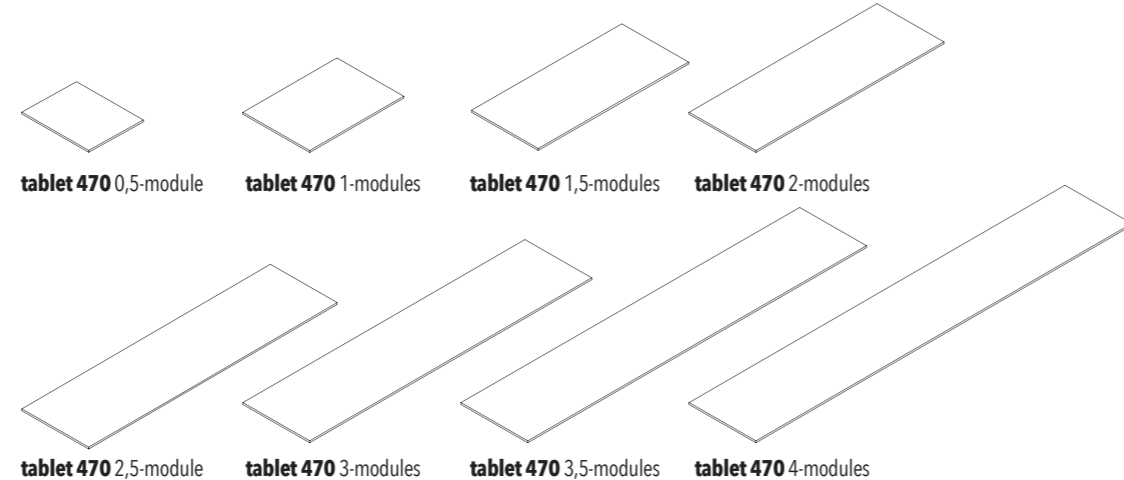 tablet 470 0,5-module
tablet 470 1-modules
tablet 470 1,5-modules
tablet 470 2-modules
tablet 470 2,5-module
tablet 470 3-modules
tablet 470 3,5-modules
tablet 470 4-modules